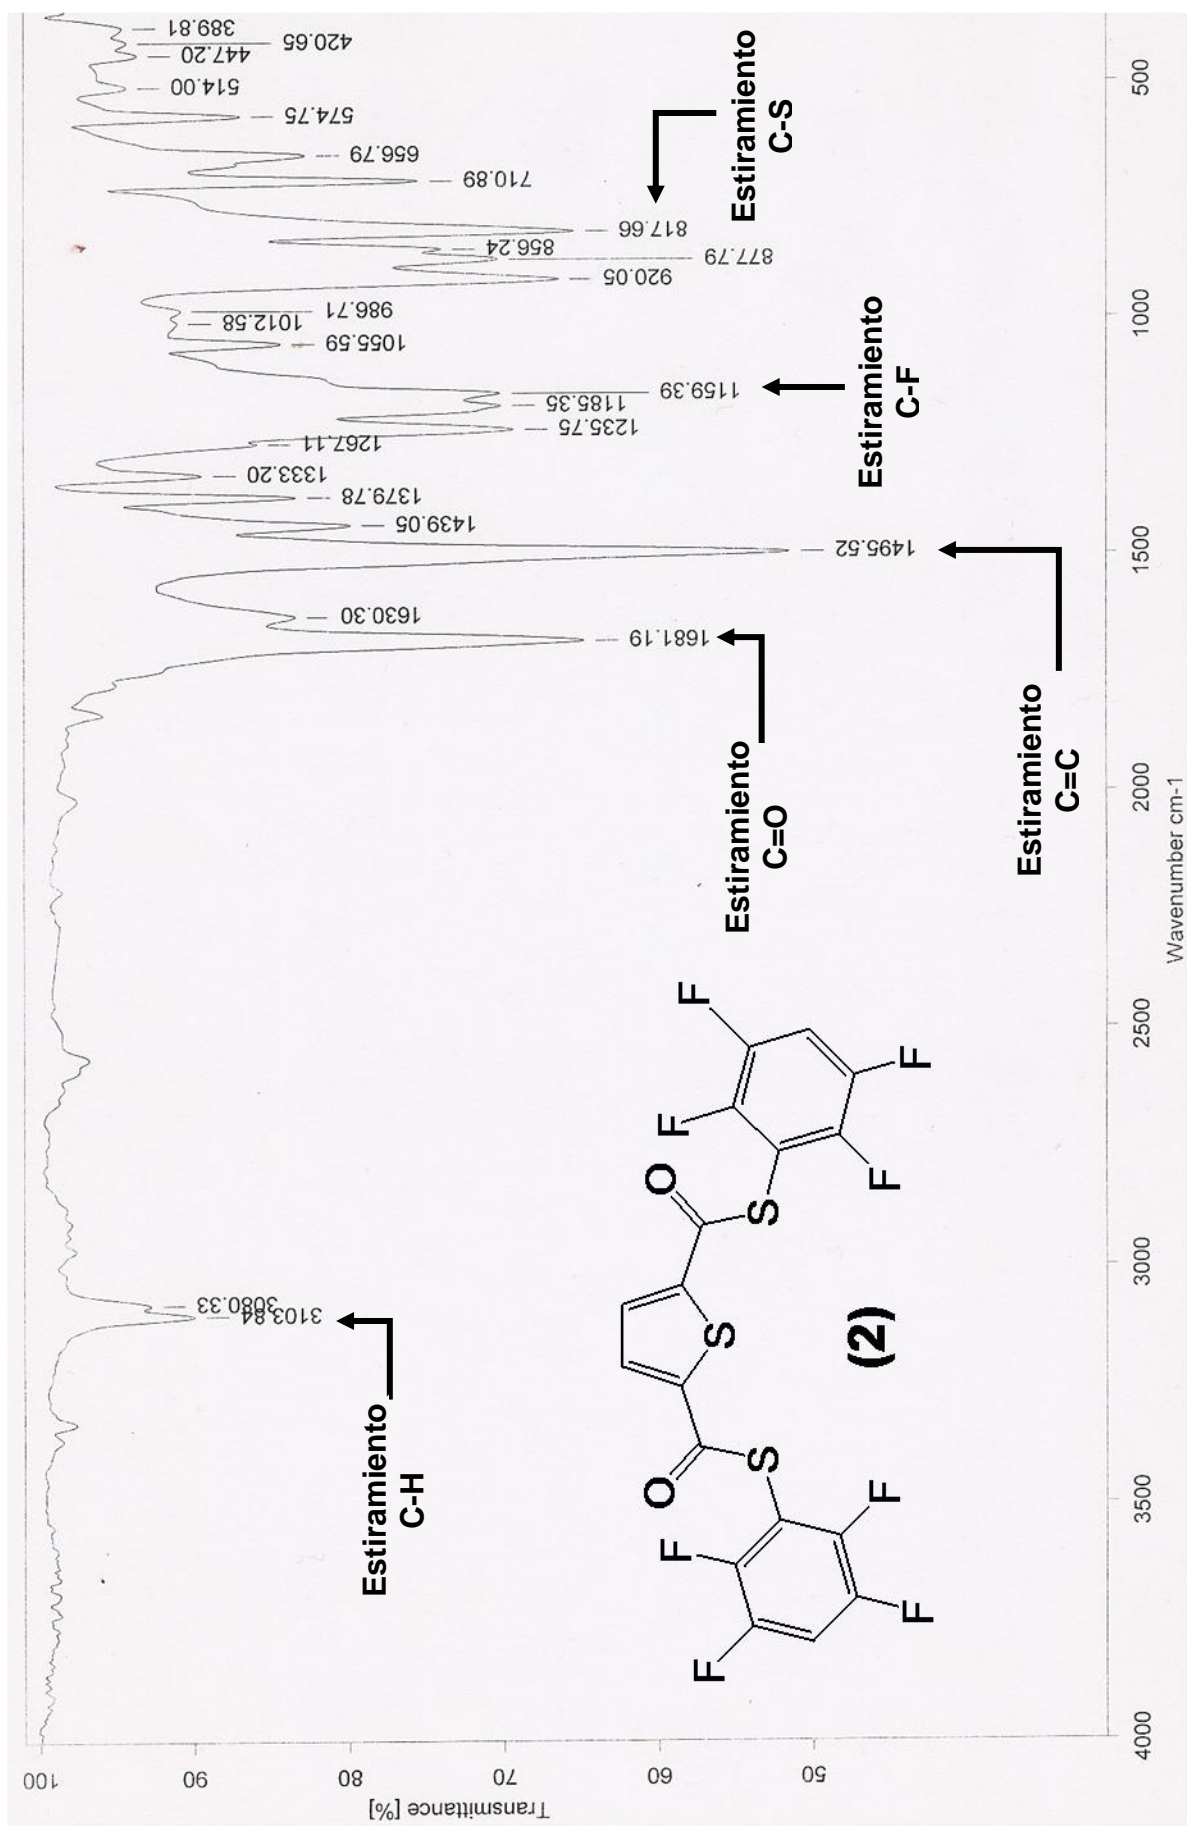 Transmittance [%]
100
90
80
70
60
50
4000
3500
3000
2500
2000
1500
1000
500
Wavenumber cm-1
3103.84
3080.33
1681.19
1630.30
1495.52
1439.05
1379.78
1333.20
1267.11
1235.75
1185.35
1159.39
1055.59
1012.58
986.71
920.05
877.79
856.24
817.66
710.89
656.79
574.75
514.00
447.20
420.65
389.81
Estiramiento
C-H
Estiramiento
C=O
Estiramiento
C=C
Estiramiento
C-F
Estiramiento
C-S
O
O
S
S
S
F
F
F
F
F
F
F
F
(2)